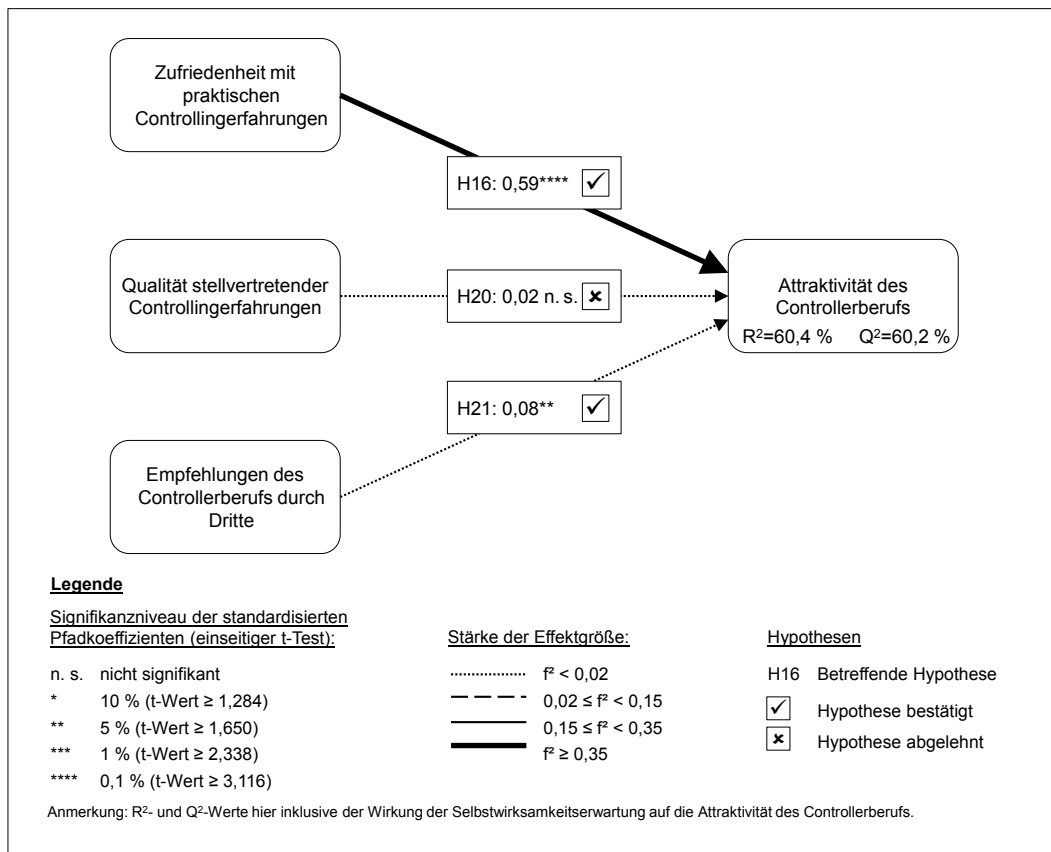 Zufriedenheit mit
praktischen
Controllingerfahrungen
H16: 0,59****
Qualität stellvertretender
Controllingerfahrungen
H20: 0,02 n. s.
Attraktivität des
Controllerberufs
R²=60,4 % Q²=60,2 %
H21: 0,08**
Empfehlungen des
Controllerberufs durch
Dritte
Legende
Signifikanzniveau der standardisierten
Pfadkoeffizienten (einseitiger t-Test):
n. s. nicht signifikant
* 10 % (t-Wert ≥ 1,284)
** 5 % (t-Wert ≥ 1,650)
*** 1 % (t-Wert ≥ 2,338)
**** 0,1 % (t-Wert ≥ 3,116)
Stärke der Effektgröße:
f² < 0,02
0,02 ≤ f² < 0,15
0,15 ≤ f² < 0,35
f² ≥ 0,35
Hypothesen
H16 Betreffende Hypothese
Hypothese bestätigt
Hypothese abgelehnt
Anmerkung: R²- und Q²-Werte hier inklusive der Wirkung der Selbstwirksamkeitserwartung auf die Attraktivität des Controllerberufs.